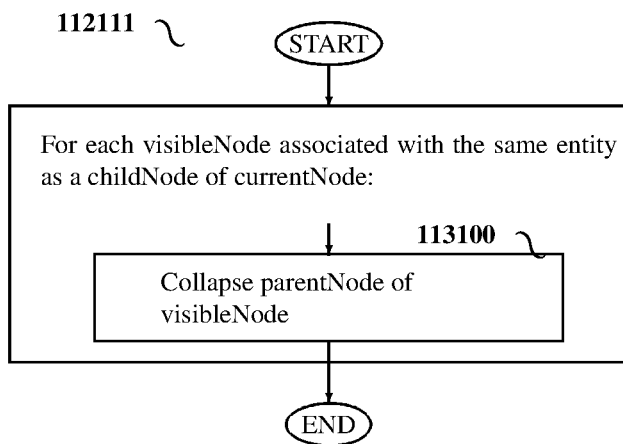 112111
START
For each visibleNode associated with the same entity
as a childNode of currentNode:
113100
Collapse parentNode of
visibleNode
END